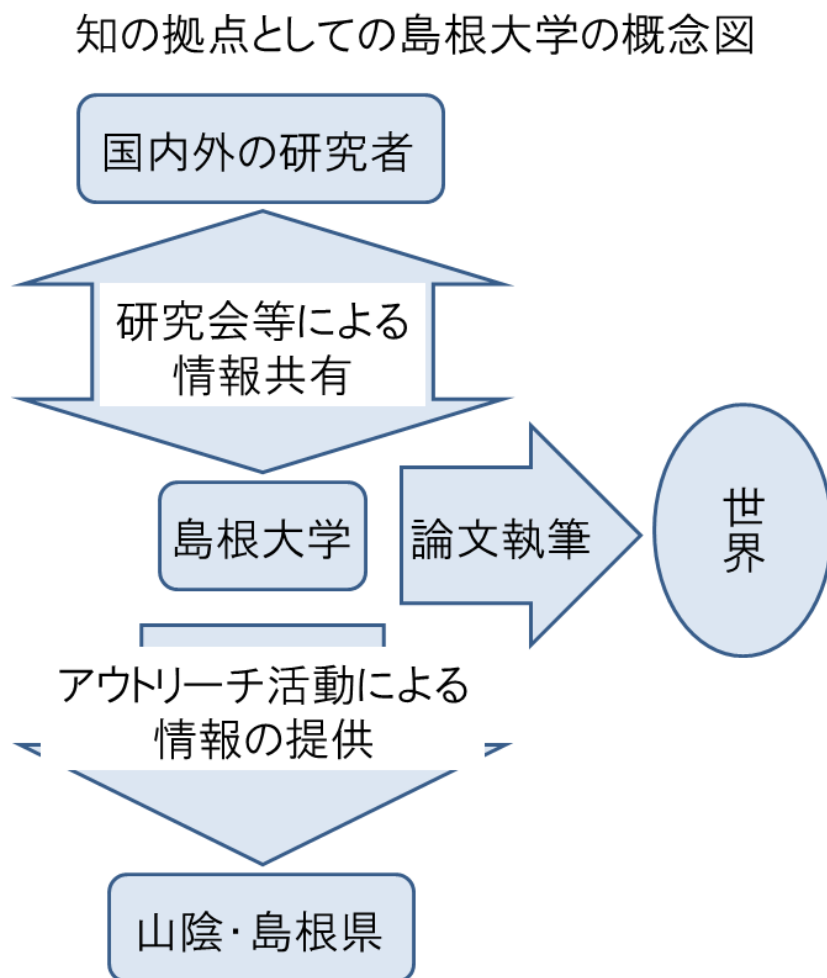 知の拠点としての島根大学の概念図
国内外の研究者
研究会等による
情報共有
島根大学
論文執筆
世
界
アウトリーチ活動による
情報の提供
山陰・島根県